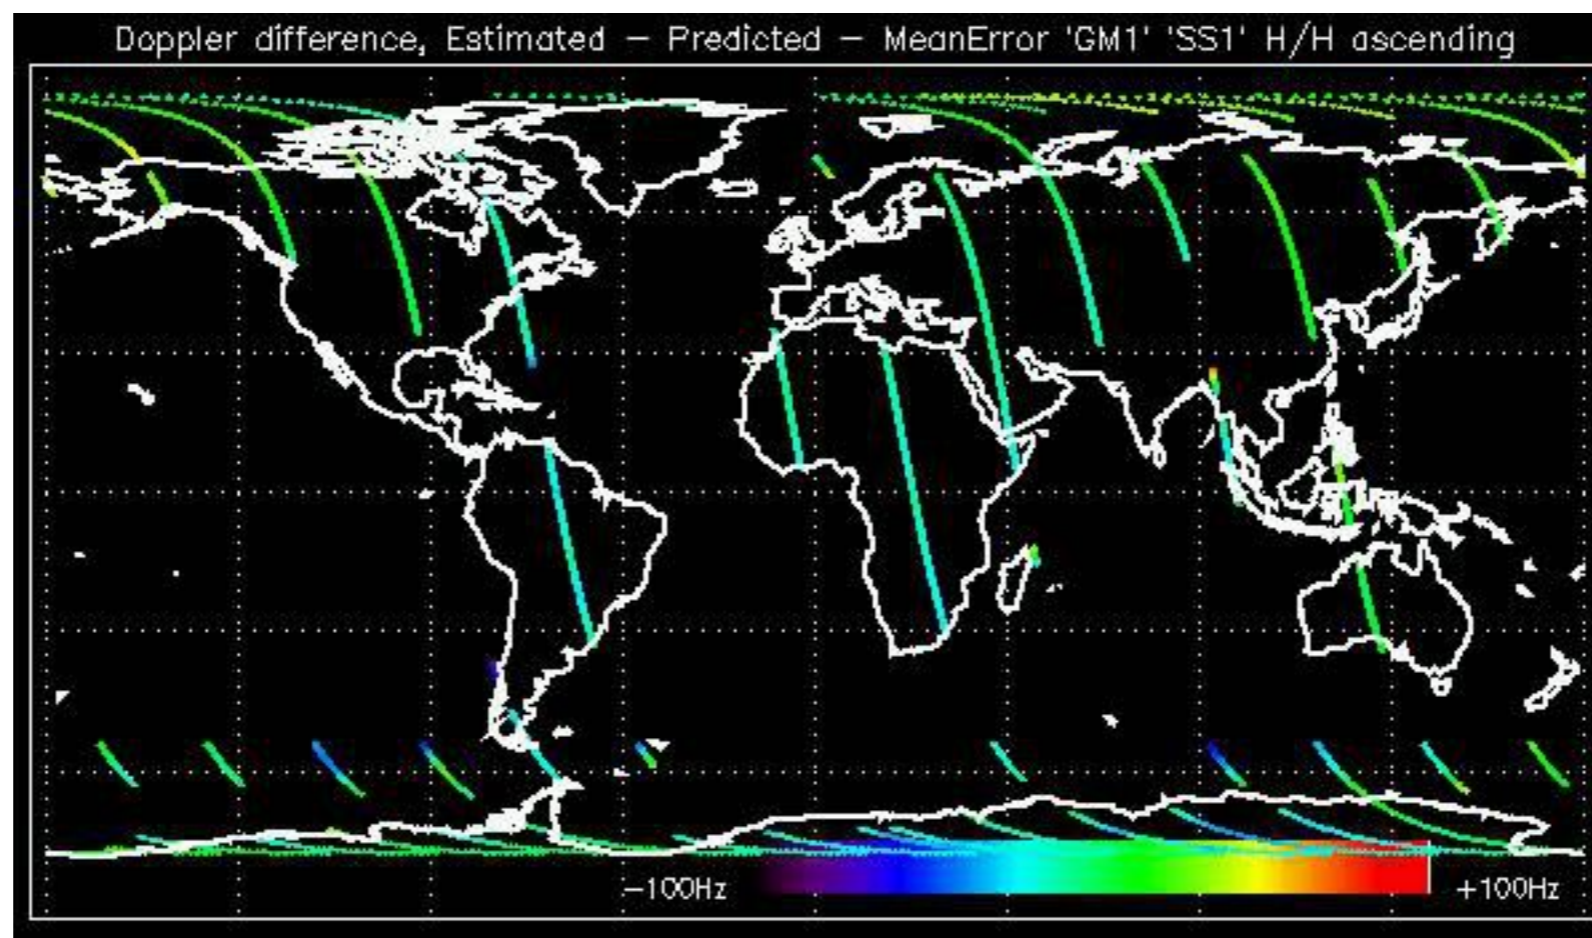 Doppler difference, Estimated – Predicted – MeanError 'GM1' 'SS1' H/H ascending
–100Hz
+100Hz